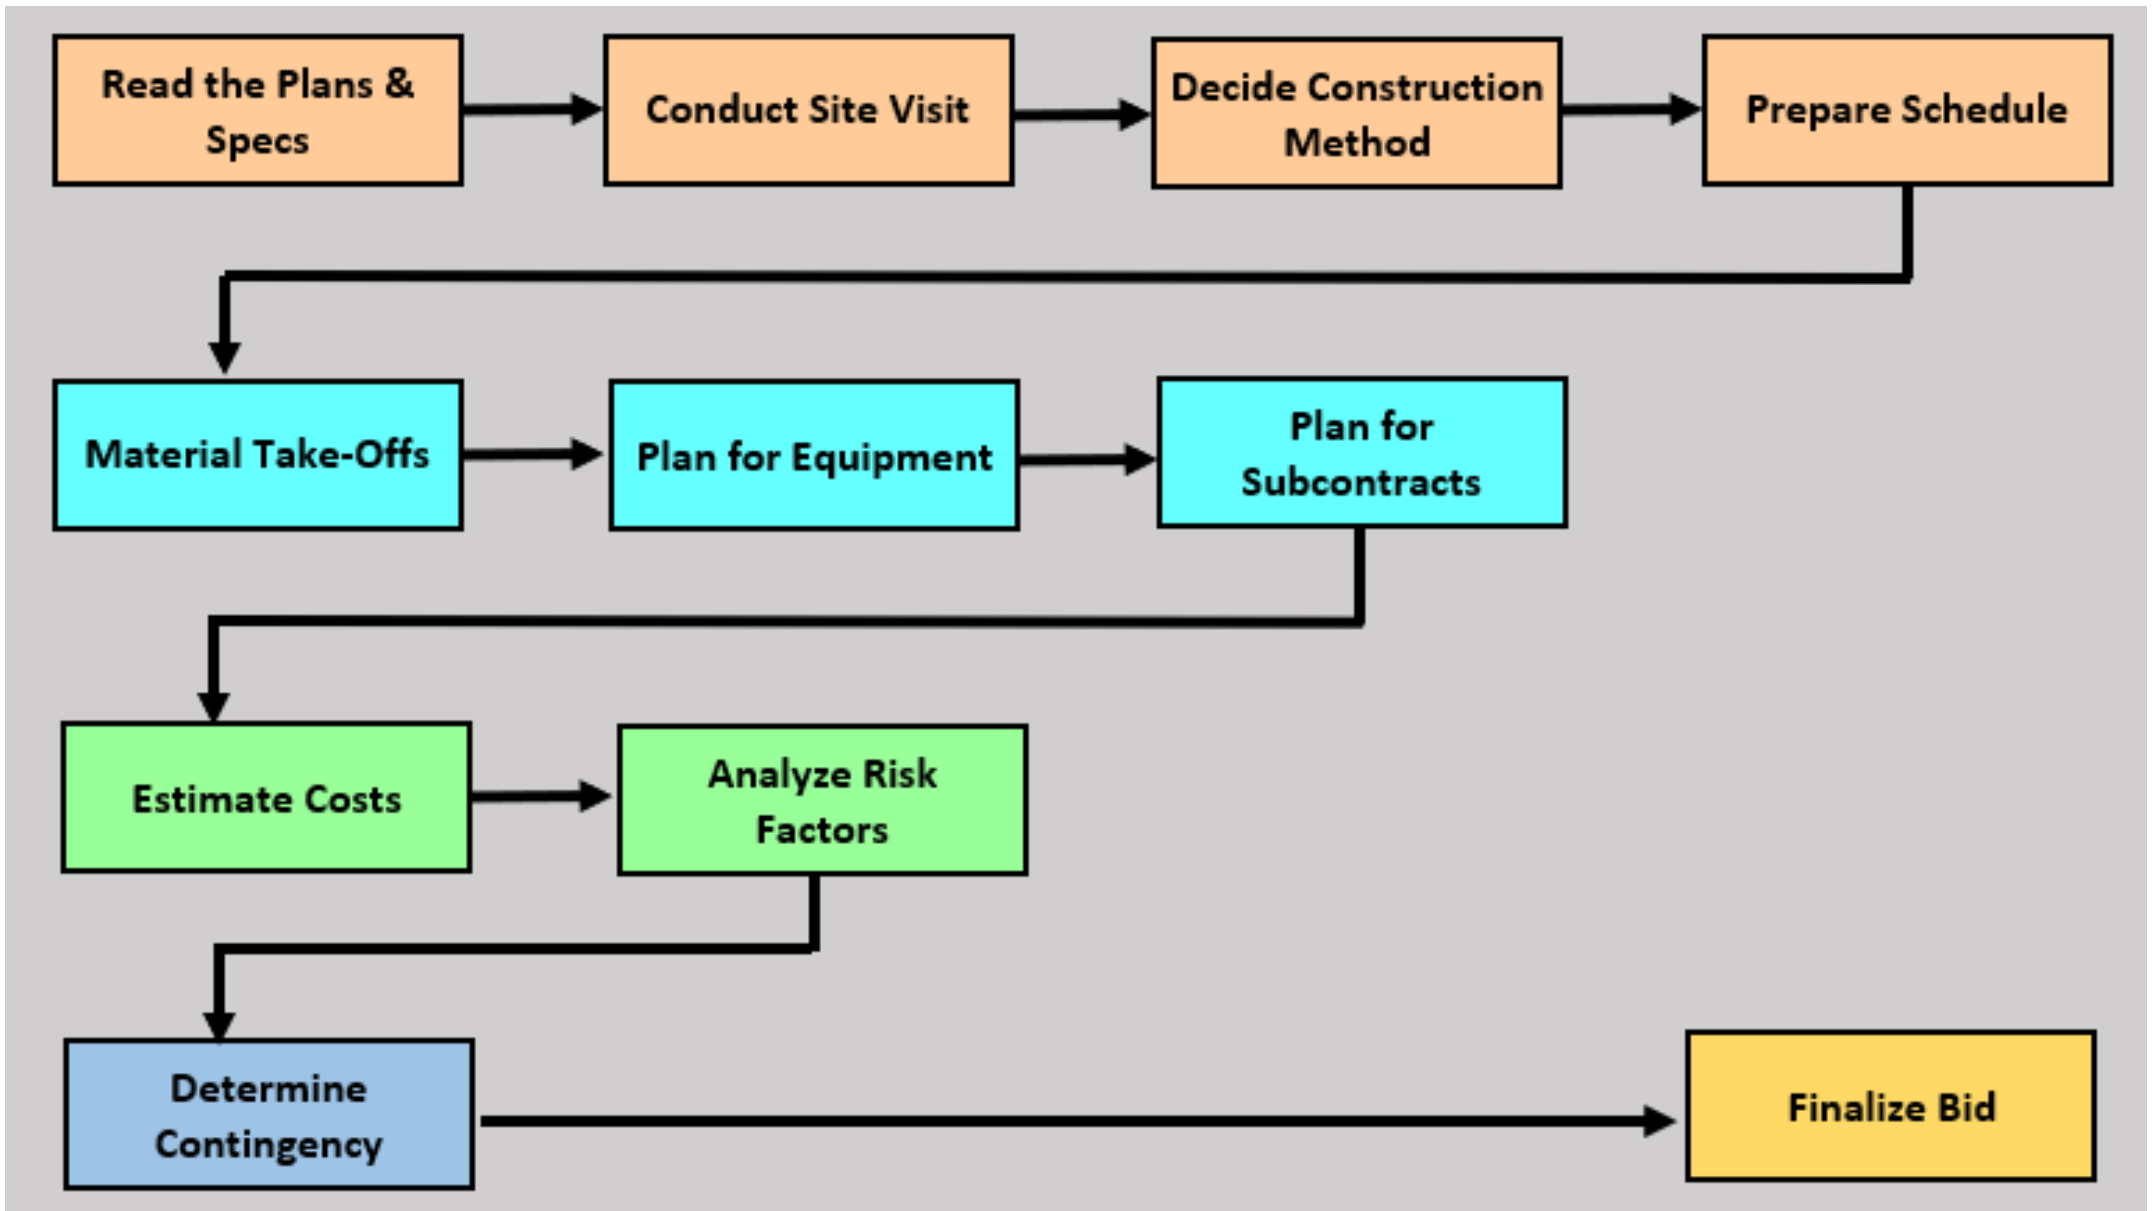 Read the Plans &
Specs
Conduct Site Visit
Decide Construction
Method
Prepare Schedule
Material Take-Offs
Plan for Equipment
Plan for
Subcontracts
Estimate Costs
Analyze Risk
Factors
Determine
Contingency
Finalize Bid